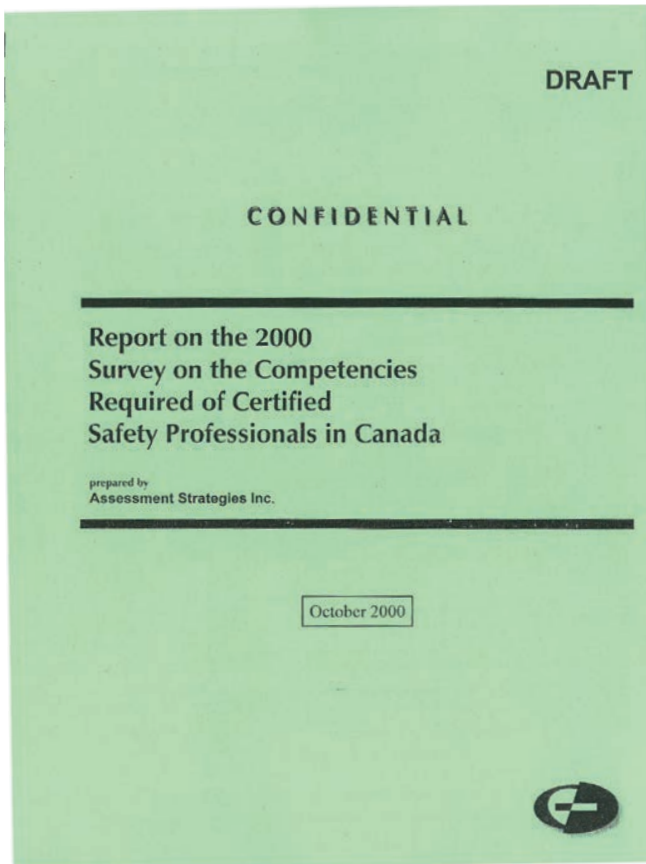 DRAFT
CONFIDENTIAL
Report on the 2000
Survey on the Competencies
Required of Certified
Safety Professionals in Canada
prepared by
Assessment Strategies Inc.
October 2000